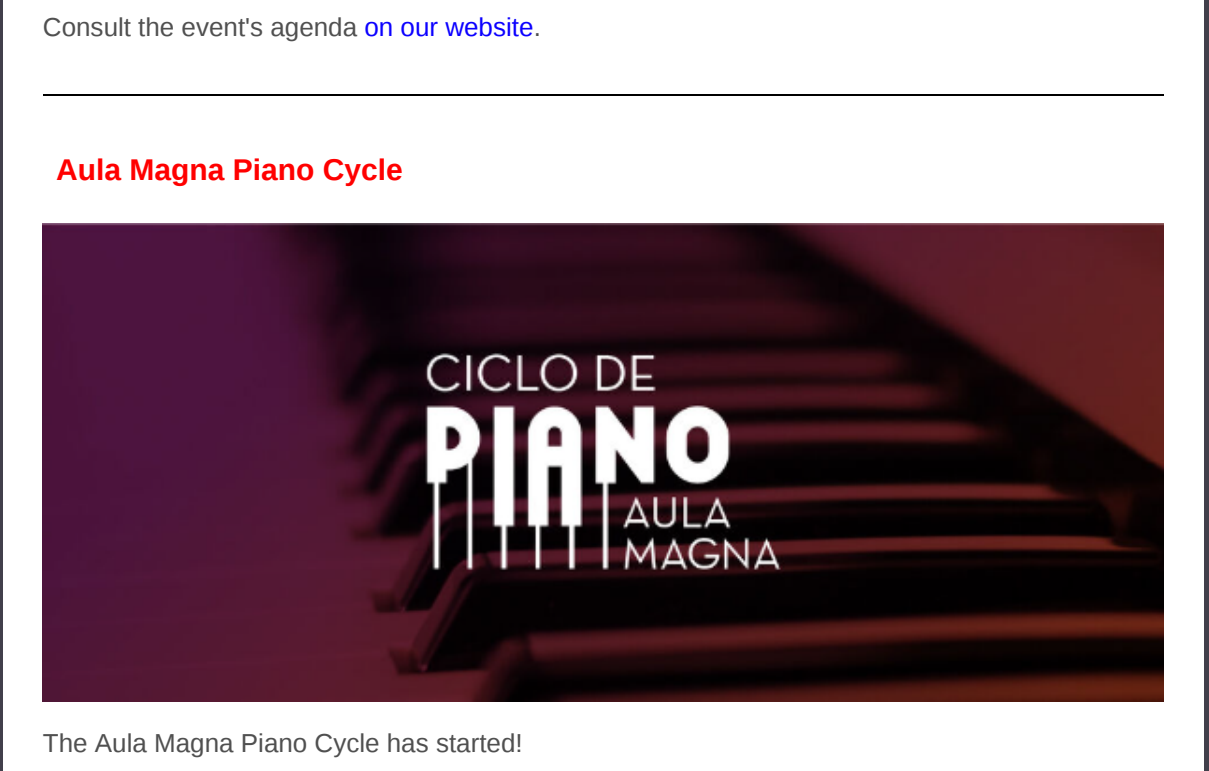 Consult the event's agenda on our website.
Aula Magna Piano Cycle
CICLO DE
PIANO
AULA
MAGNA
The Aula Magna Piano Cycle has started!